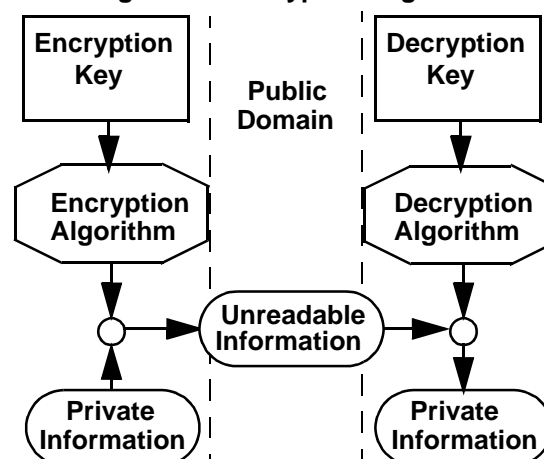 Encryption
Key
Decryption
Key
Public
Domain
Encryption
Algorithm
Decryption
Algorithm
Unreadable
Information
Private
Information
Private
Information